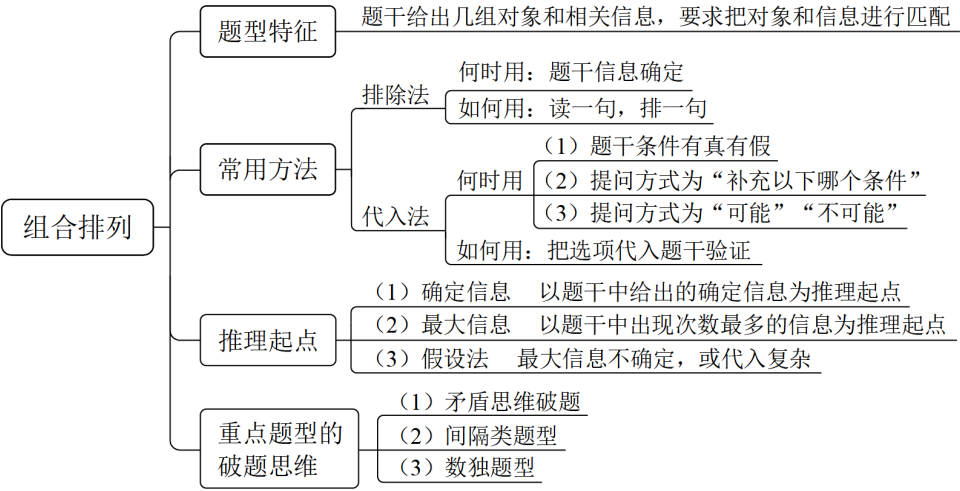 组合排列
题型特征
题干给出几组对象和相关信息，要求把对象和信息进行匹配
常用方法
排除法
何时用：题干信息确定
如何用：读一句，排一句
代入法
何时用
（1）题干条件有真有假
（2）提问方式为“补充以下哪个条件”
（3）提问方式为“可能”“不可能”
如何用：把选项代入题干验证
推理起点
（1）确定信息 以题干中给出的确定信息为推理起点
（2）最大信息 以题干中出现次数最多的信息为推理起点
（3）假设法 最大信息不确定，或代入复杂
重点题型的
破题思维
（1）矛盾思维破题
（2）间隔类题型
（3）数独题型